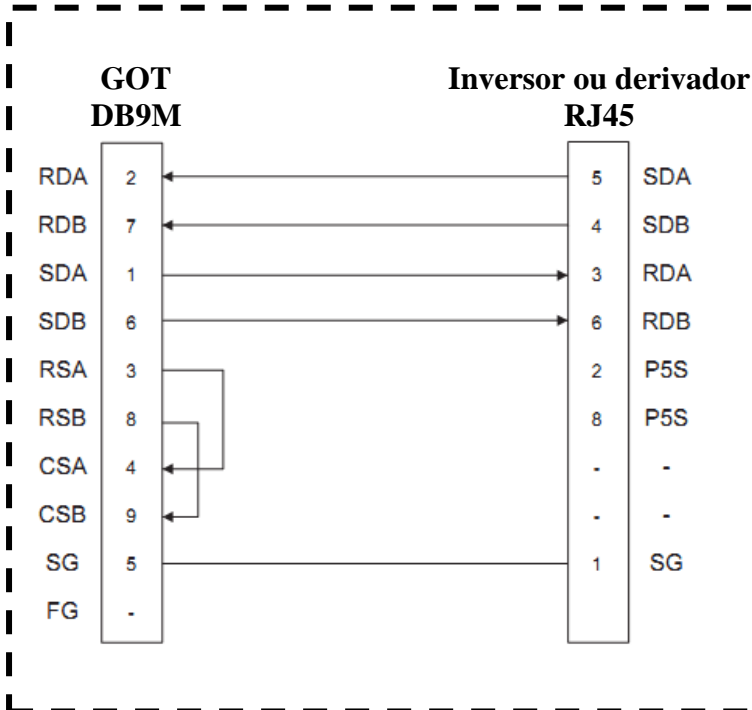 GOT
DB9M
Inversor ou derivador
RJ45
RDA 2 5 SDA
RDB 7 4 SDB
SDA 1 3 RDA
SDB 6 6 RDB
RSA 3 2 P5S
RSB 8 8 P5S
CSA 4 - -
CSB 9 - -
SG 5 1 SG
FG -